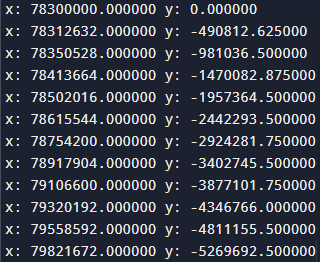 x: 78300000.000000 y: 0.000000
x: 78312632.000000 y: -490812.625000
x: 78350528.000000 y: -981036.500000
x: 78413664.000000 y: -1470082.875000
x: 78502016.000000 y: -1957364.500000
x: 78615544.000000 y: -2442293.500000
x: 78754200.000000 y: -2924281.750000
x: 78917904.000000 y: -3402745.500000
x: 79106600.000000 y: -3877101.750000
x: 79320192.000000 y: -4346766.000000
x: 79558592.000000 y: -4811155.500000
x: 79821672.000000 y: -5269692.500000